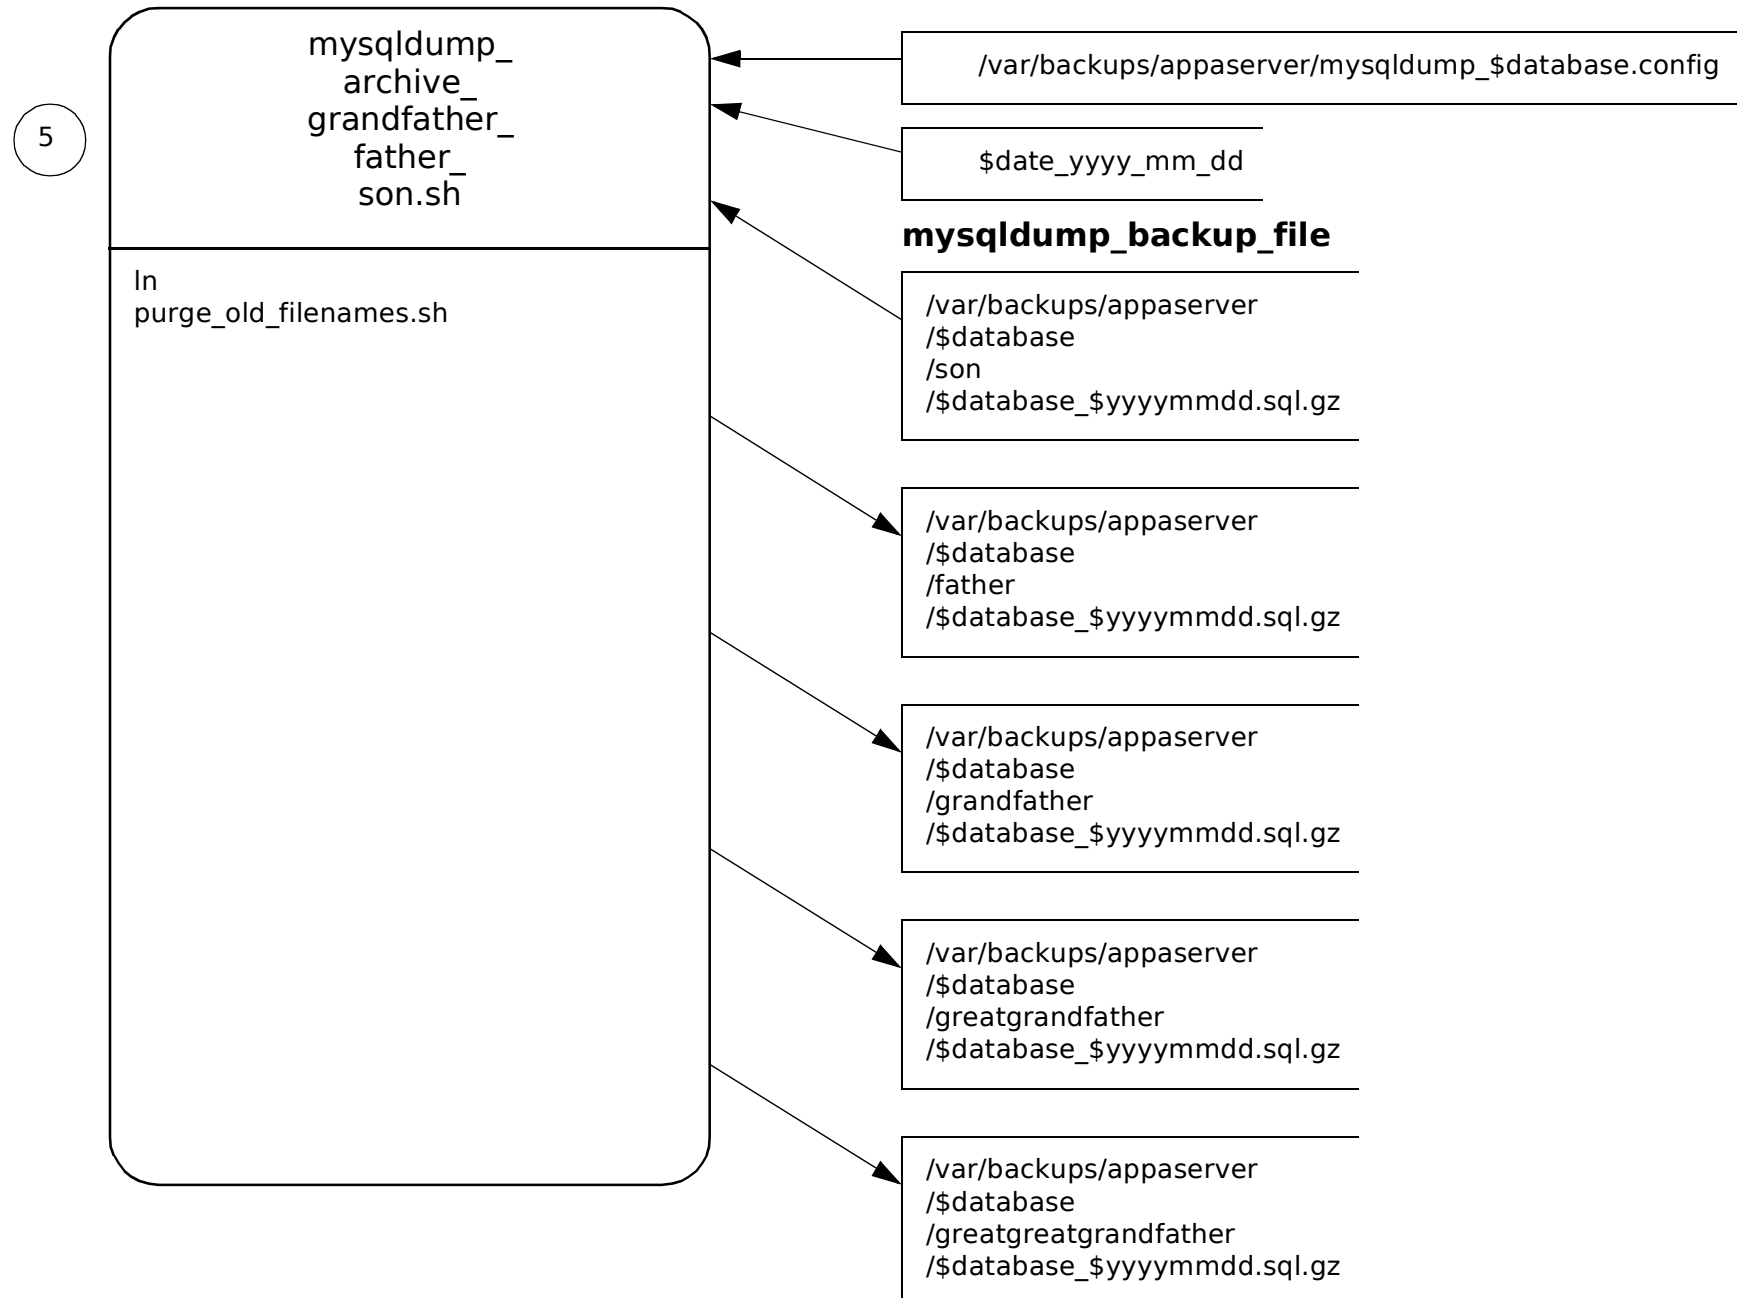 5
mysqldump_
archive_
grandfather_
father_
son.sh
ln
purge_old_filenames.sh
/var/backups/appaserver/mysqldump_$database.config
$date_yyyy_mm_dd
mysqldump_backup_file
/var/backups/appaserver
/$database
/son
/$database_$yyyymmdd.sql.gz
/var/backups/appaserver
/$database
/father
/$database_$yyyymmdd.sql.gz
/var/backups/appaserver
/$database
/grandfather
/$database_$yyyymmdd.sql.gz
/var/backups/appaserver
/$database
/greatgrandfather
/$database_$yyyymmdd.sql.gz
/var/backups/appaserver
/$database
/greatgreatgrandfather
/$database_$yyyymmdd.sql.gz